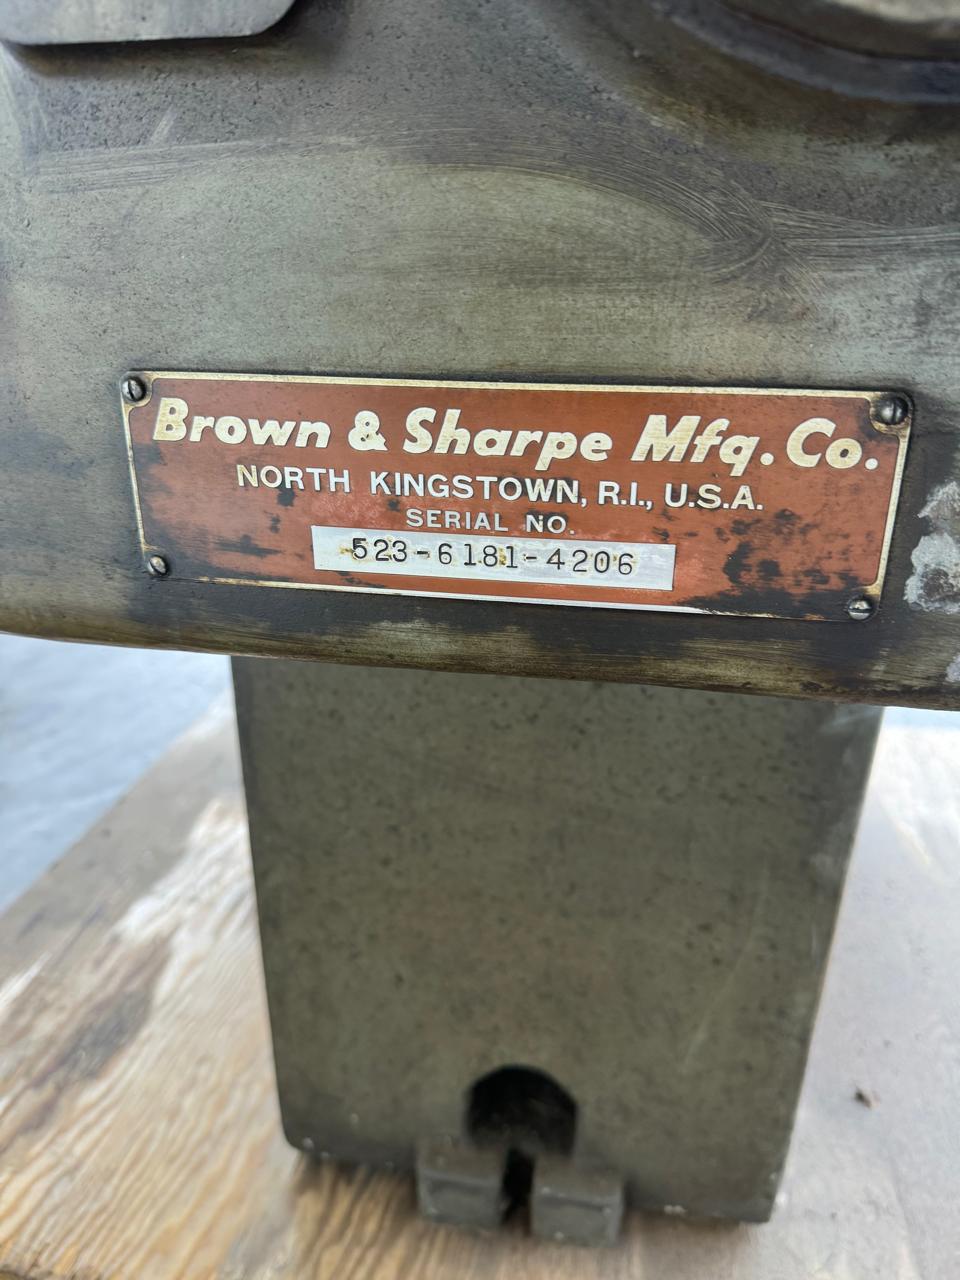 Brown & Sharpe Mfg. Co.
NORTH KINGSTOWN, R.I., U.S.A.
SERIAL NO.
523-6181-4206